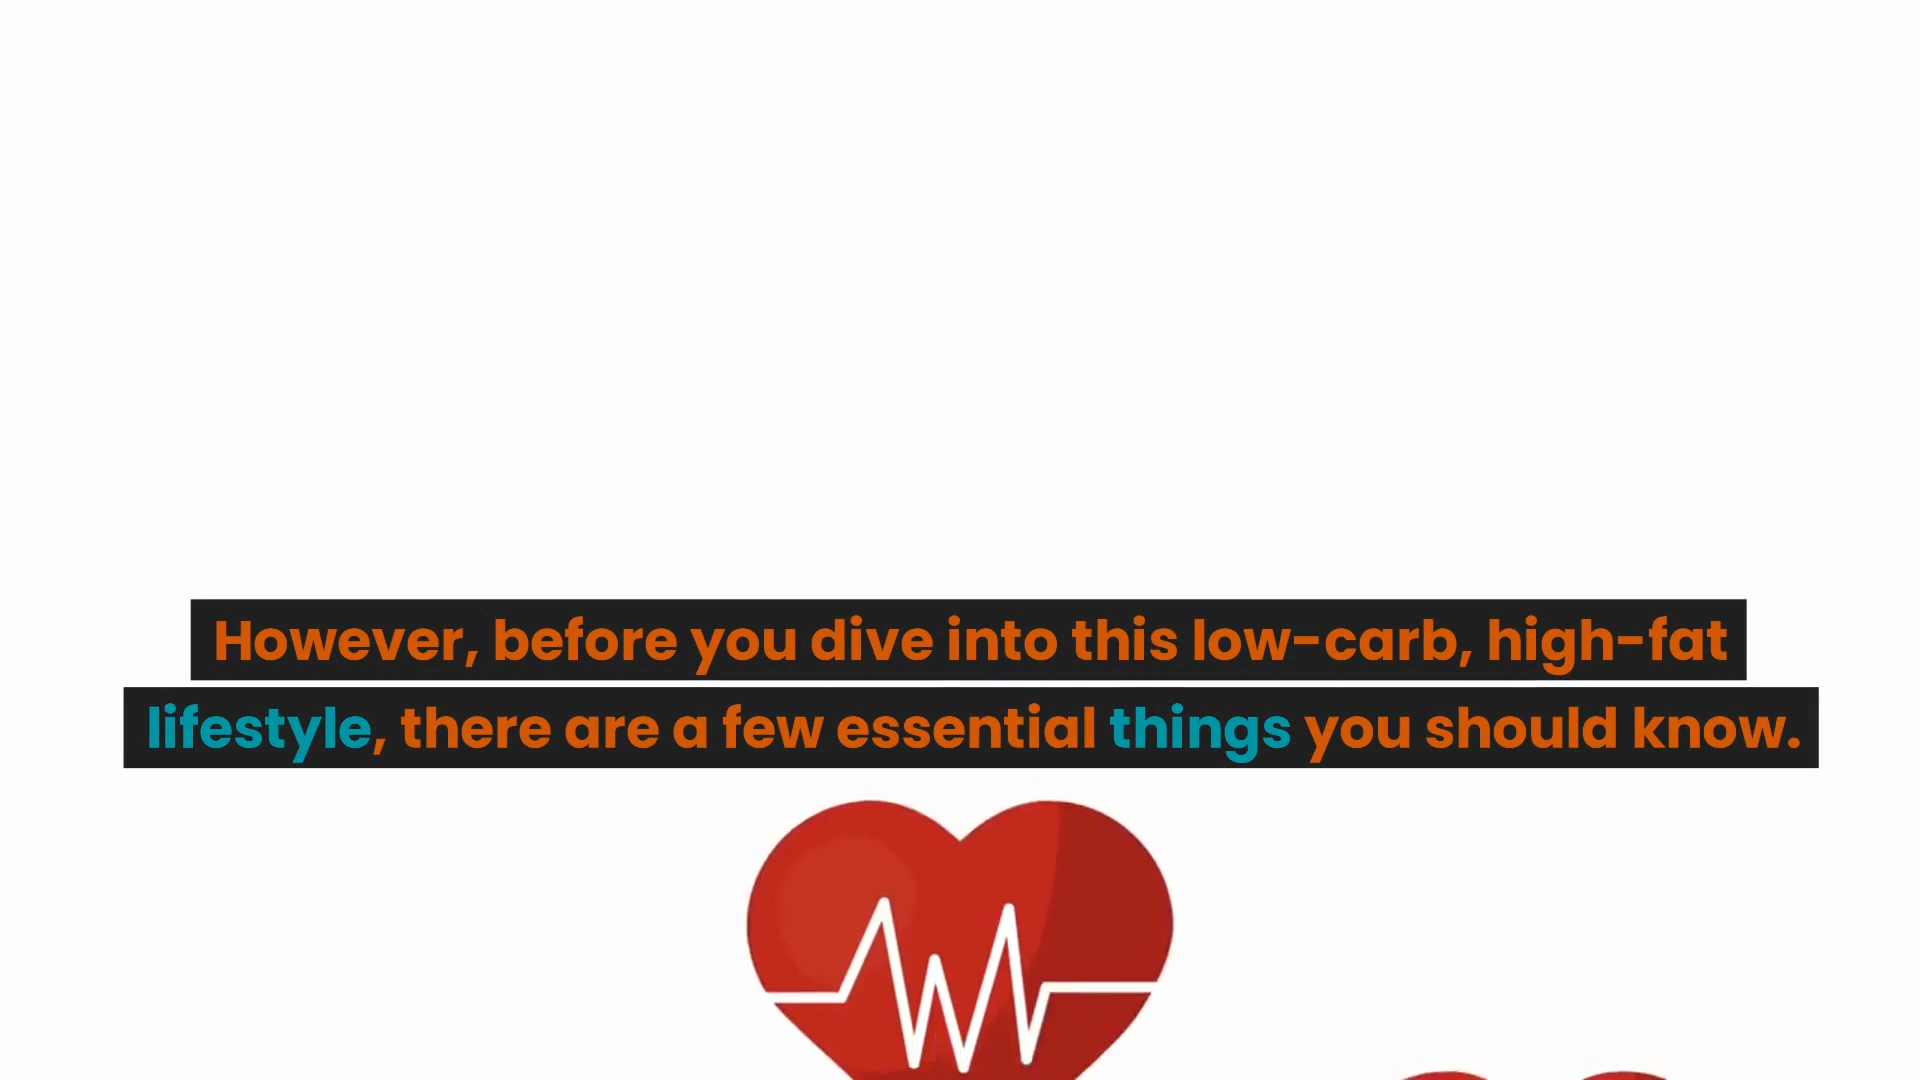 However, before you dive into this low-carb, high-fat
lifestyle, there are a few essential things you should know.